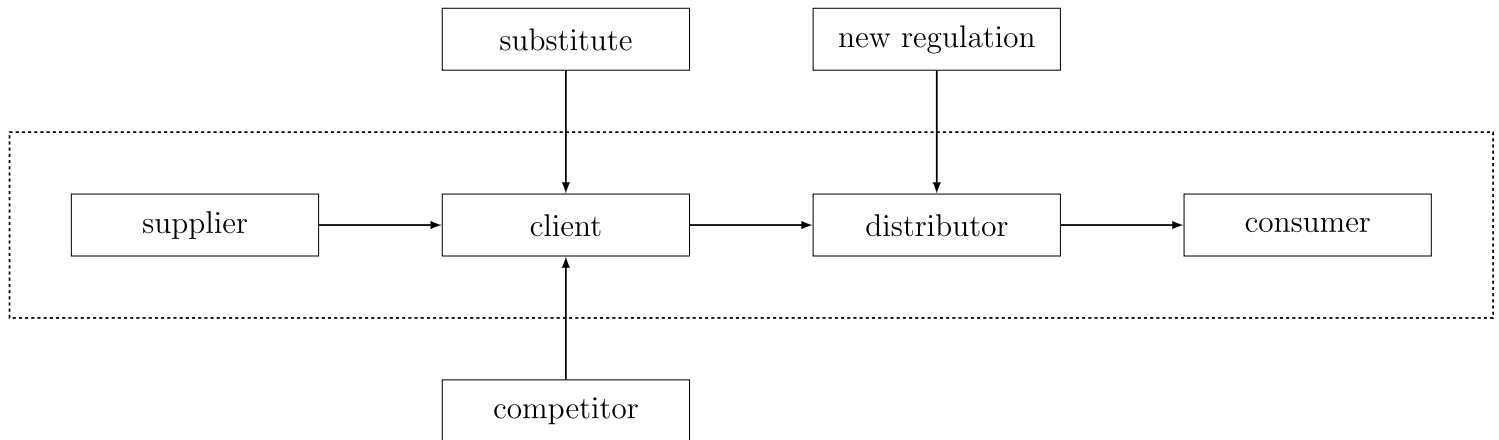 substitute
new regulation
supplier
client
distributor
consumer
competitor